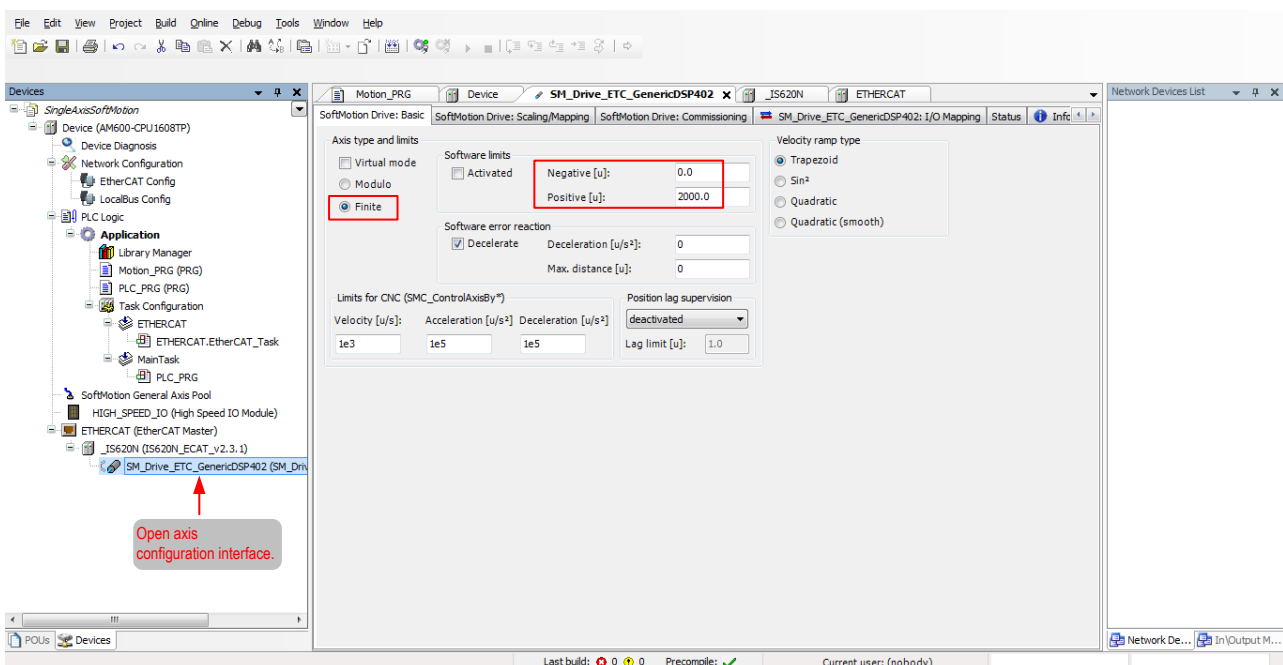 File Edit View Project Build Online Debug Tools Window Help
Devices
SingleAxisSoftMotion
Device (AM600-CPU1608TP)
Device Diagnosis
Network Configuration
EtherCAT Config
LocalBus Config
PLC Logic
Application
Library Manager
Motion_PRG (PRG)
PLC_PRG (PRG)
Task Configuration
ETHERCAT
ETHERCAT.EtherCAT_Task
MainTask
PLC_PRG
SoftMotion General Axis Pool
HIGH_SPEED_IO (High Speed IO Module)
ETHERCAT (EtherCAT Master)
_IS620N (IS620N_ECAT_v2.3.1)
SM_Drive_ETC_GenericDSP402 (SM_Driv
Open axis
configuration interface.
POUs Devices
Motion_PRG Device SM_Drive_ETC_GenericDSP402 X _IS620N ETHERCAT
SoftMotion Drive: Basic SoftMotion Drive: Scaling/Mapping SoftMotion Drive: Commissioning SM_Drive_ETC_GenericDSP402: I/O Mapping Status Infc
Axis type and limits
Virtual mode
Modulo
Finite
Software limits
Activated Negative [u]: 0.0
Positive [u]: 2000.0
Software error reaction
Decelerate Deceleration [u/s²]: 0
Max. distance [u]: 0
Limits for CNC (SMC_ControlAxisBy*)
Velocity [u/s]: Acceleration [u/s²] Deceleration [u/s²]
1e3 1e5 1e5
Position lag supervision
deactivated
Lag limit [u]: 1.0
Velocity ramp type
Trapezoid
Sin²
Quadratic
Quadratic (smooth)
Network Devices List
Network De... In\Output M...
Last build: 0 0 Precompile: Current user: (nobody)